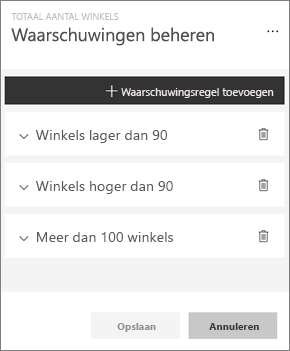 TOTAAL AANTAL WINKELS
Waarschuwingen beheren
Waarschuwingsregel toevoegen
Winkels lager dan 90
Winkels hoger dan 90
Meer dan 100 winkels
Opslaan Annuleren